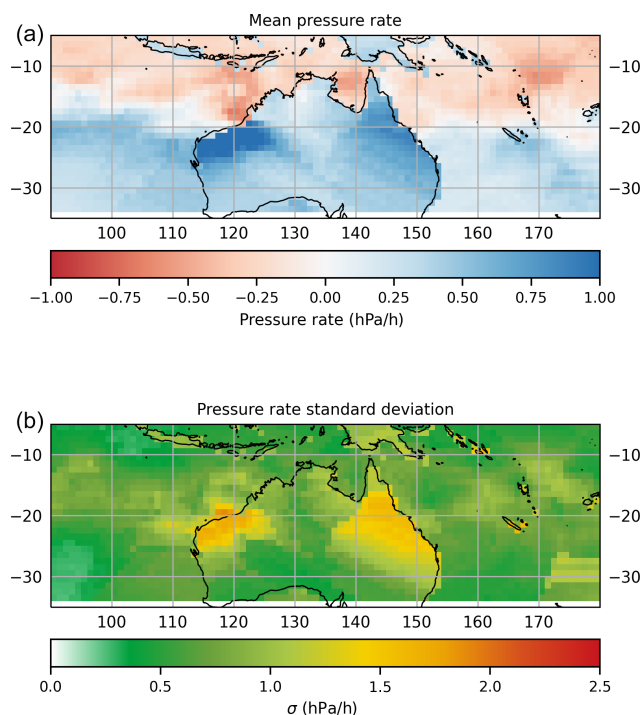 (a)
Mean pressure rate
−10 −10
−20 −20
−30 −30
100 110 120 130 140 150 160 170
−1.00 −0.75 −0.50 −0.25 0.00 0.25 0.50 0.75 1.00
Pressure rate (hPa/h)
(b)
Pressure rate standard deviation
−10 −10
−20 −20
−30 −30
100 110 120 130 140 150 160 170
0.0 0.5 1.0 1.5 2.0 2.5
σ (hPa/h)